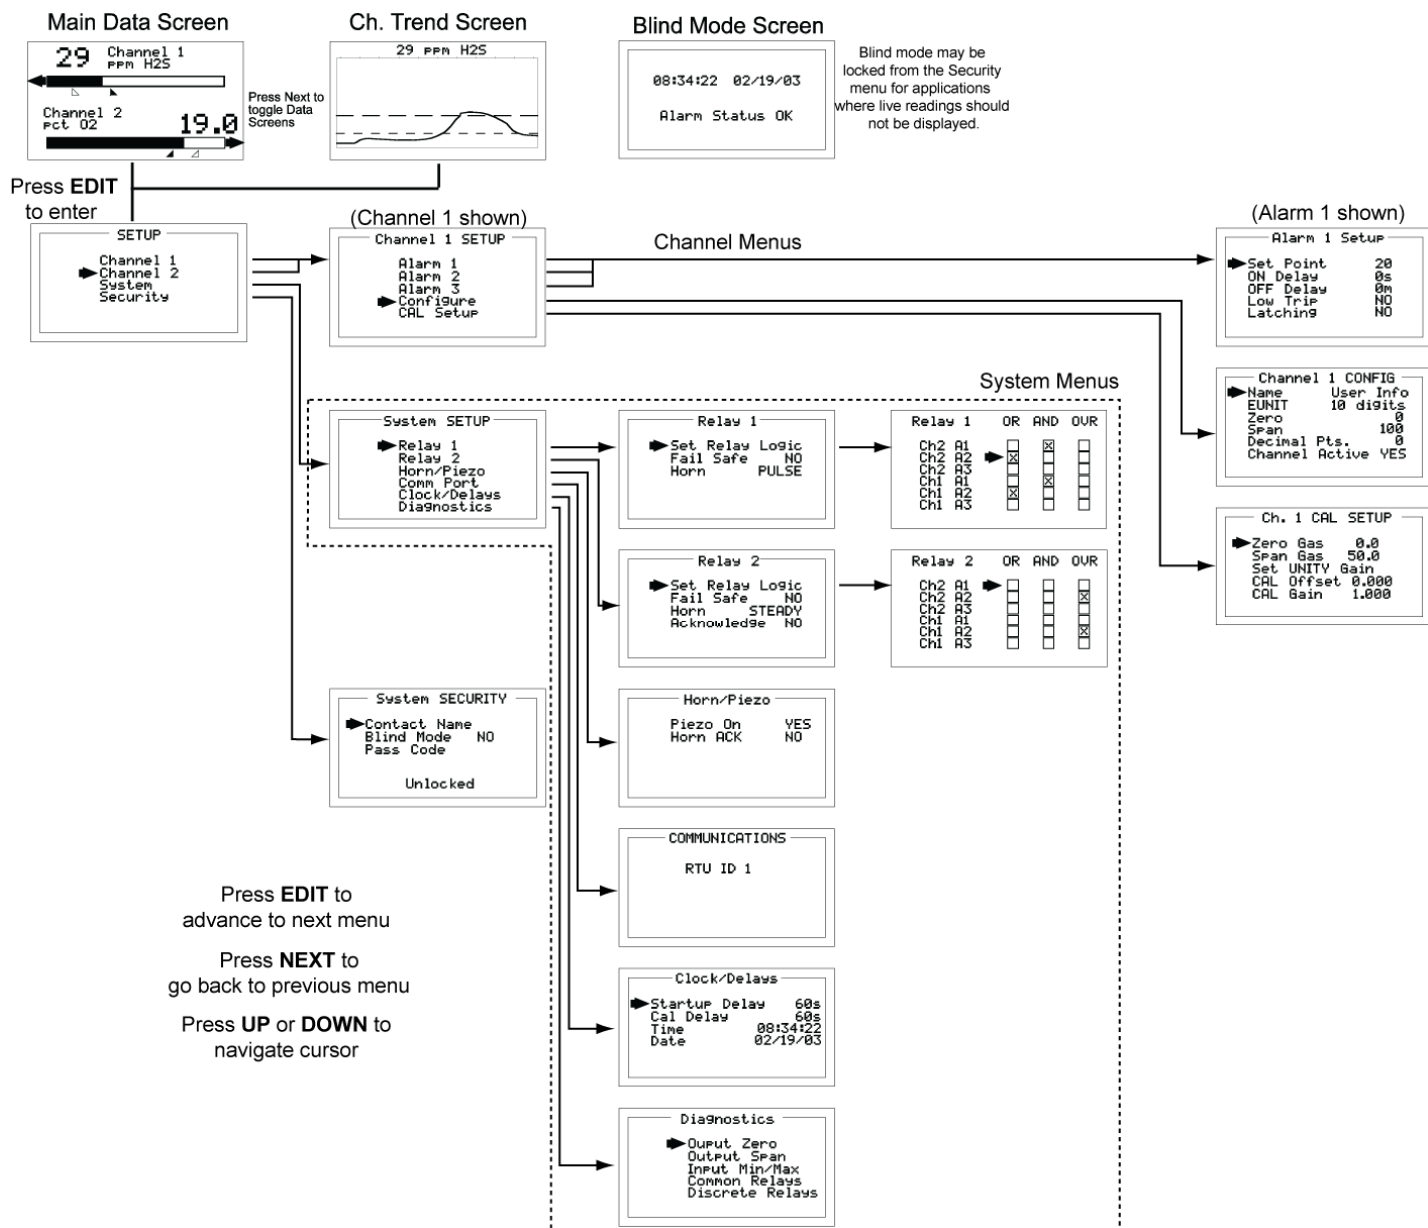 Main Data Screen
Ch. Trend Screen
Blind Mode Screen
29 Channel 1
ppm H2S
Channel 2
pct O2
19.0
Press Next to
toggle Data
Screens
29 ppm H2S
08:34:22 02/19/03
Alarm Status OK
Blind mode may be
locked from the Security
menu for applications
where live readings should
not be displayed.
Press EDIT
to enter
SETUP
Channel 1
Channel 2
System
Security
(Channel 1 shown)
Channel 1 SETUP
Alarm 1
Alarm 2
Alarm 3
Configure
CAL Setup
Channel Menus
(Alarm 1 shown)
Alarm 1 Setup
Set Point 20
ON Delay 0s
OFF Delay 0m
Low Trip NO
Latching NO
Channel 1 CONFIG
Name User Info
EUNIT 10 digits
Zero 0
Span 100
Decimal Pts. 0
Channel Active YES
Ch. 1 CAL SETUP
Zero Gas 0.0
Span Gas 50.0
Set UNITY Gain
CAL Offset 0.000
CAL Gain 1.000
System Menus
System SETUP
Relay 1
Relay 2
Horn/Piezo
Comm Port
Clock/Delays
Diagnostics
Relay 1
Set Relay Logic
Fail Safe NO
Horn PULSE
Relay 1 OR AND OVR
Ch2 A1
Ch2 A2
Ch2 A3
Ch1 A1
Ch1 A2
Ch1 A3
Relay 2
Set Relay Logic
Fail Safe NO
Horn STEADY
Acknowledge NO
Relay 2 OR AND OVR
Ch2 A1
Ch2 A2
Ch2 A3
Ch1 A1
Ch1 A2
Ch1 A3
System SECURITY
Contact Name
Blind Mode NO
Pass Code
Unlocked
Horn/Piezo
Piezo On YES
Horn ACK NO
COMMUNICATIONS
RTU ID 1
Press EDIT to
advance to next menu
Press NEXT to
go back to previous menu
Press UP or DOWN to
navigate cursor
Clock/Delays
Startup Delay 60s
Cal Delay 60s
Time 08:34:22
Date 02/19/03
Diagnostics
Ouput Zero
Output Span
Input Min/Max
Common Relays
Discrete Relays